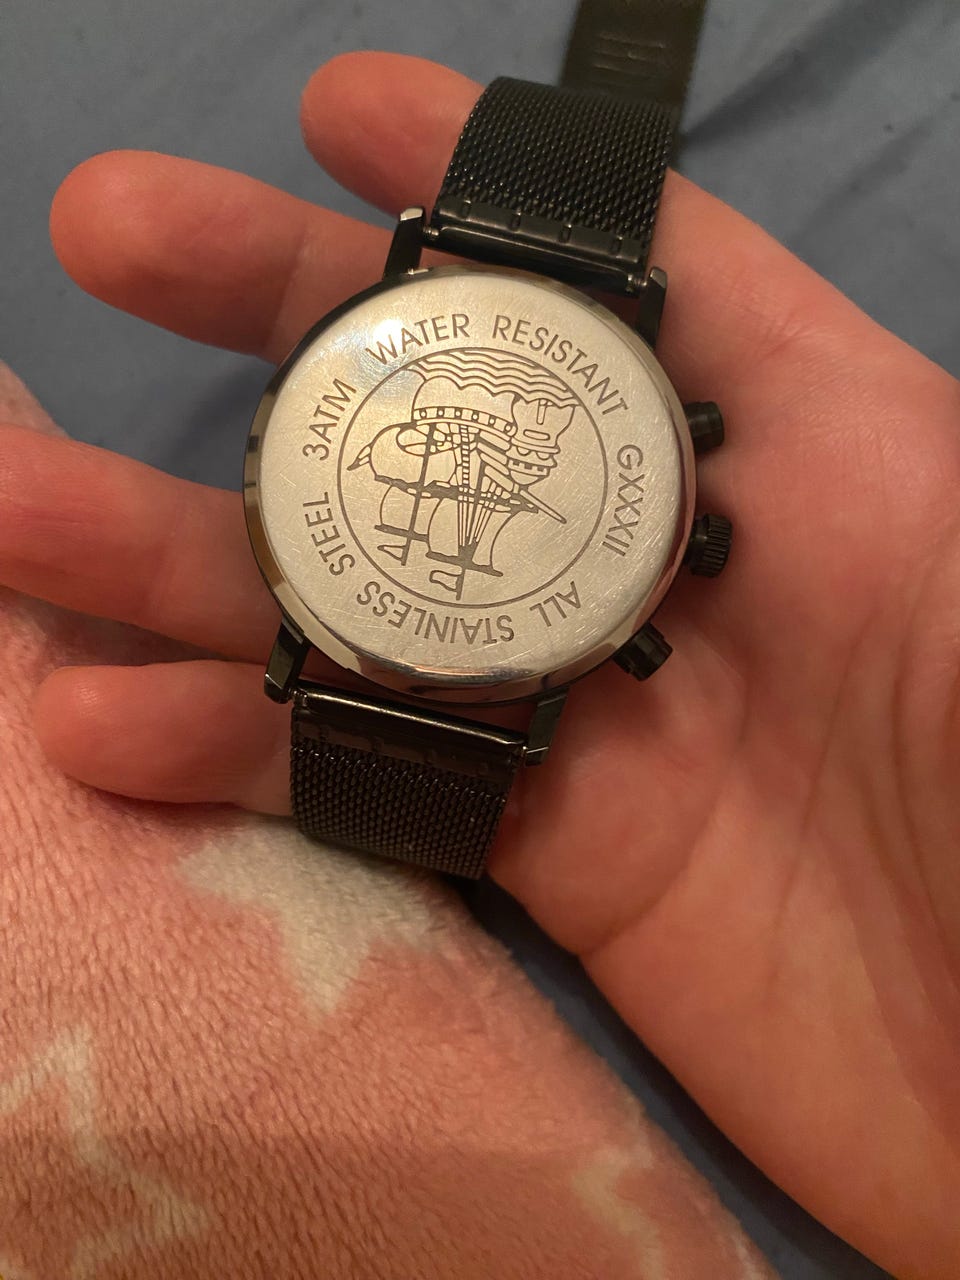 3ATM WATER RESISTANT GXXXII ALL STAINLESS STEEL